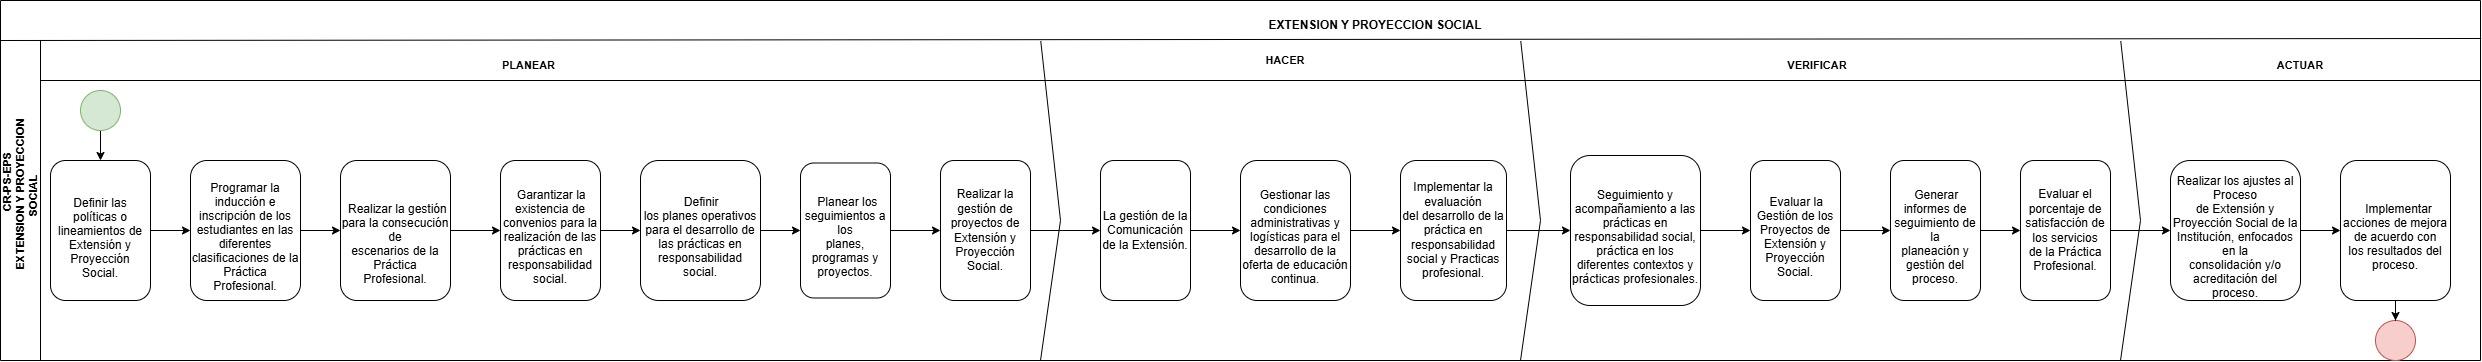 EXTENSION Y PROYECCION SOCIAL
CR-PS-EPS
EXTENSION Y PROYECCION
SOCIAL
PLANEAR
HACER
VERIFICAR
ACTUAR
Definir las
políticas o
lineamientos de
Extensión y
Proyección
Social.
Programar la
inducción e
inscripción de los
estudiantes en las
diferentes
clasificaciones de la
Práctica
Profesional.
Realizar la gestión
para la consecución
de
escenarios de la
Práctica
Profesional.
Garantizar la
existencia de
convenios para la
realización de las
prácticas en
responsabilidad
social.
Definir
los planes operativos
para el desarrollo de
las prácticas en
responsabilidad
social.
Planear los
seguimientos a
los
planes,
programas y
proyectos.
Realizar la
gestión de
proyectos de
Extensión y
Proyección
Social.
La gestión de la
Comunicación
de la Extensión.
Gestionar las
condiciones
administrativas y
logísticas para el
desarrollo de la
oferta de educación
continua.
Implementar la
evaluación
del desarrollo de la
práctica en
responsabilidad
social y Practicas
profesional.
Seguimiento y
acompañamiento a las
prácticas en
responsabilidad social,
práctica en los
diferentes contextos y
prácticas profesionales.
Evaluar la
Gestión de los
Proyectos de
Extensión y
Proyección
Social.
Generar
informes de
seguimiento de
la
planeación y
gestión del
proceso.
Evaluar el
porcentaje de
satisfacción de
los servicios
de la Práctica
Profesional.
Realizar los ajustes al
Proceso
de Extensión y
Proyección Social de la
Institución, enfocados
en la
consolidación y/o
acreditación del
proceso.
Implementar
acciones de mejora
de acuerdo con
los resultados del
proceso.